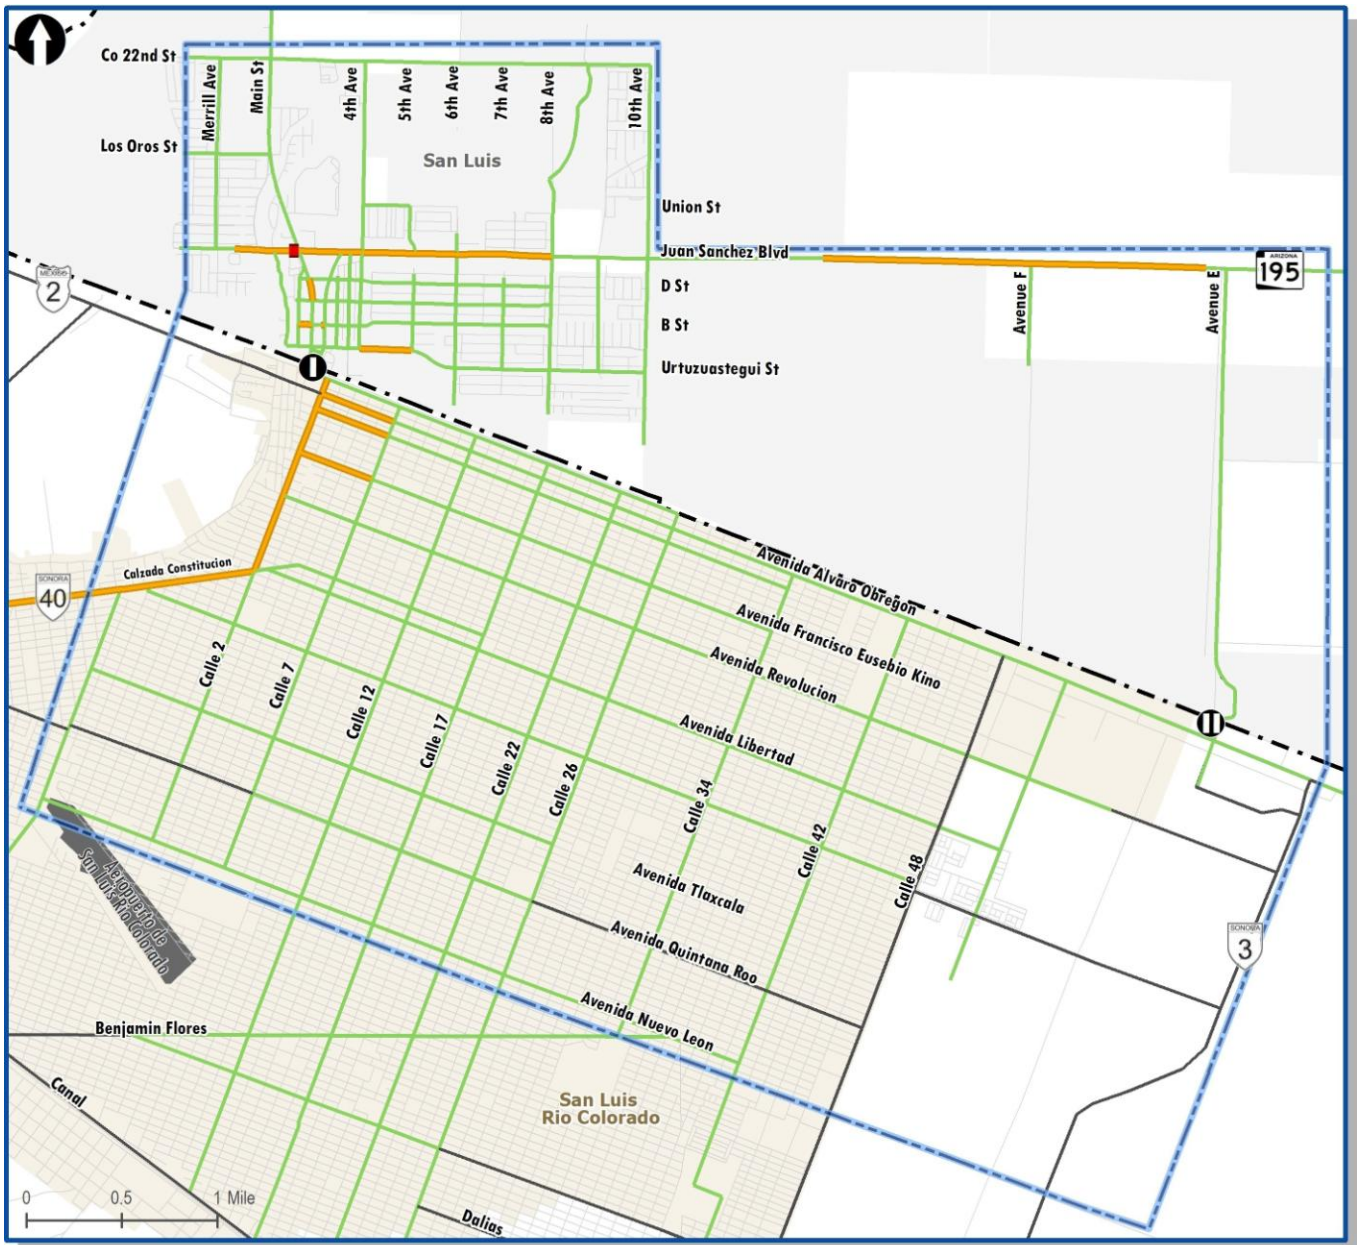 Co 22nd St
Merrill Ave
Main St
4th Ave
5th Ave
6th Ave
7th Ave
8th Ave
10th Ave
Los Oros St
San Luis
Union St
Juan Sanchez Blvd
ARIZONA
195
MEXICO
2
D St
Avenue F
Avenue E
B St
I
Urtuzuastegui St
Avenida Alvaro Obregon
Calzada Constitucion
SONORA
40
Avenida Francisco Eusebio Kino
Calle 2
Calle 7
Calle 12
Calle 17
Calle 22
Calle 26
Calle 34
Calle 42
Calle 48
Avenida Revolucion
Avenida Libertad
II
Aeropuerto de
San Luis Rio Colorado
Avenida Tlaxcala
Avenida Quintana Roo
SONORA
3
Avenida Nuevo Leon
Benjamin Flores
Canal
San Luis
Rio Colorado
0 0.5 1 Mile
Dalias